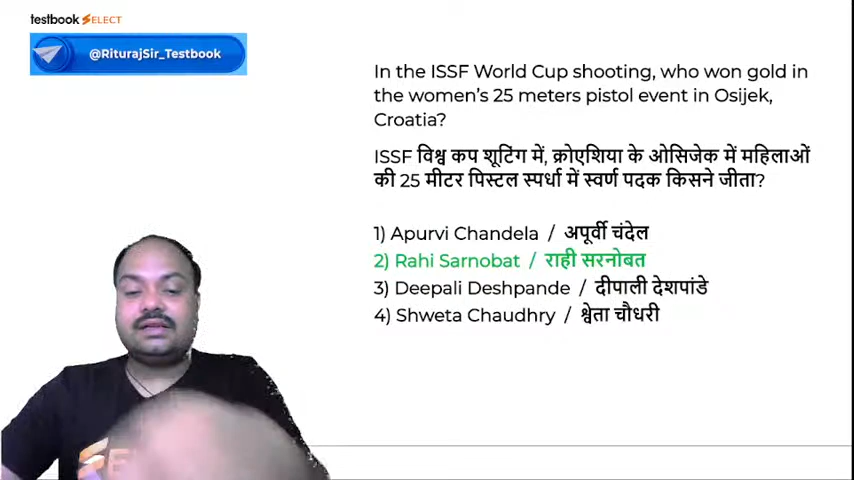 testbook SELECT
@RiturajSir_Testbook
In the ISSF World Cup shooting, who won gold in
the women's 25 meters pistol event in Osijek,
Croatia?
ISSF विश्व कप शूटिंग में, क्रोएशिया के ओसिजेक में महिलाओं
की 25 मीटर पिस्टल स्पर्धा में स्वर्ण पदक किसने जीता?
1) Apurvi Chandela / अपूर्वी चंदेल
2) Rahi Sarnobat / राही सरनोबत
3) Deepali Deshpande / दीपाली देशपांडे
4) Shweta Chaudhry / श्वेता चौधरी